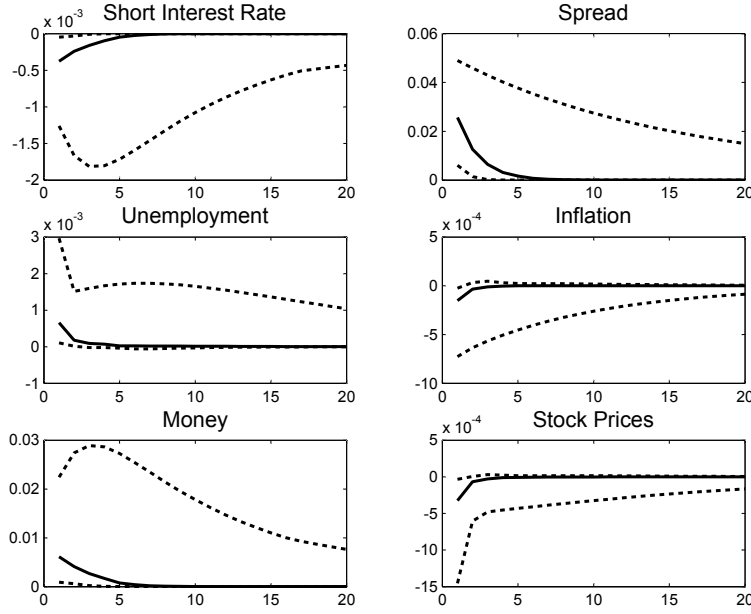 Short Interest Rate
x 10⁻³
0
-0.5
-1
-1.5
-2
0 5 10 15 20
Spread
0.06
0.04
0.02
0
0 5 10 15 20
Unemployment
x 10⁻³
3
2
1
0
-1
0 5 10 15 20
Inflation
x 10⁻⁴
5
0
-5
-10
0 5 10 15 20
Money
0.03
0.02
0.01
0
0 5 10 15 20
Stock Prices
x 10⁻⁴
5
0
-5
-10
-15
0 5 10 15 20